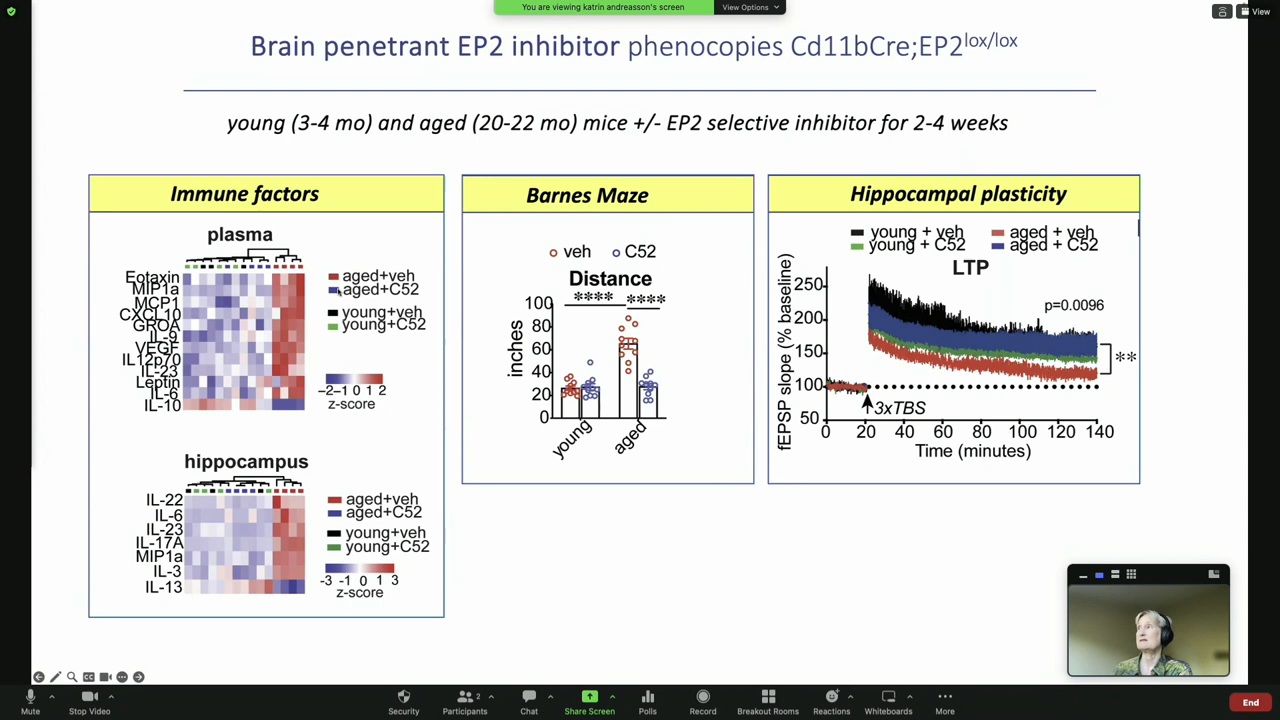 You are viewing katrin andreasson's screen
View Options
View
Brain penetrant EP2 inhibitor phenocopies Cd11bCre;EP2lox/lox
young (3-4 mo) and aged (20-22 mo) mice +/- EP2 selective inhibitor for 2-4 weeks
Immune factors
plasma
Eotaxin
MIP1a
MCP1
CXCL10
GROA
IL-9
VEGF
IL12p70
IL-23
Leptin
IL-6
IL-10
aged+veh
aged+C52
young+veh
young+C52
-2 -1 0 1 2
z-score
hippocampus
IL-22
IL-6
IL-23
IL-17A
MIP1a
IL-3
IL-13
aged+veh
aged+C52
young+veh
young+C52
-3 -1 0 1 3
z-score
Barnes Maze
veh C52
Distance
**** ****
inches
100
80
60
40
20
0
young
aged
Hippocampal plasticity
young + veh
aged + veh
young + C52
aged + C52
LTP
fEPSP slope (% baseline)
250
200
150
100
50
p=0.0096
**
3xTBS
0 20 40 60 80 100 120 140
Time (minutes)
Mute
Stop Video
Security
Participants
2
Chat
Share Screen
Polls
Record
Breakout Rooms
Reactions
Whiteboards
More
End